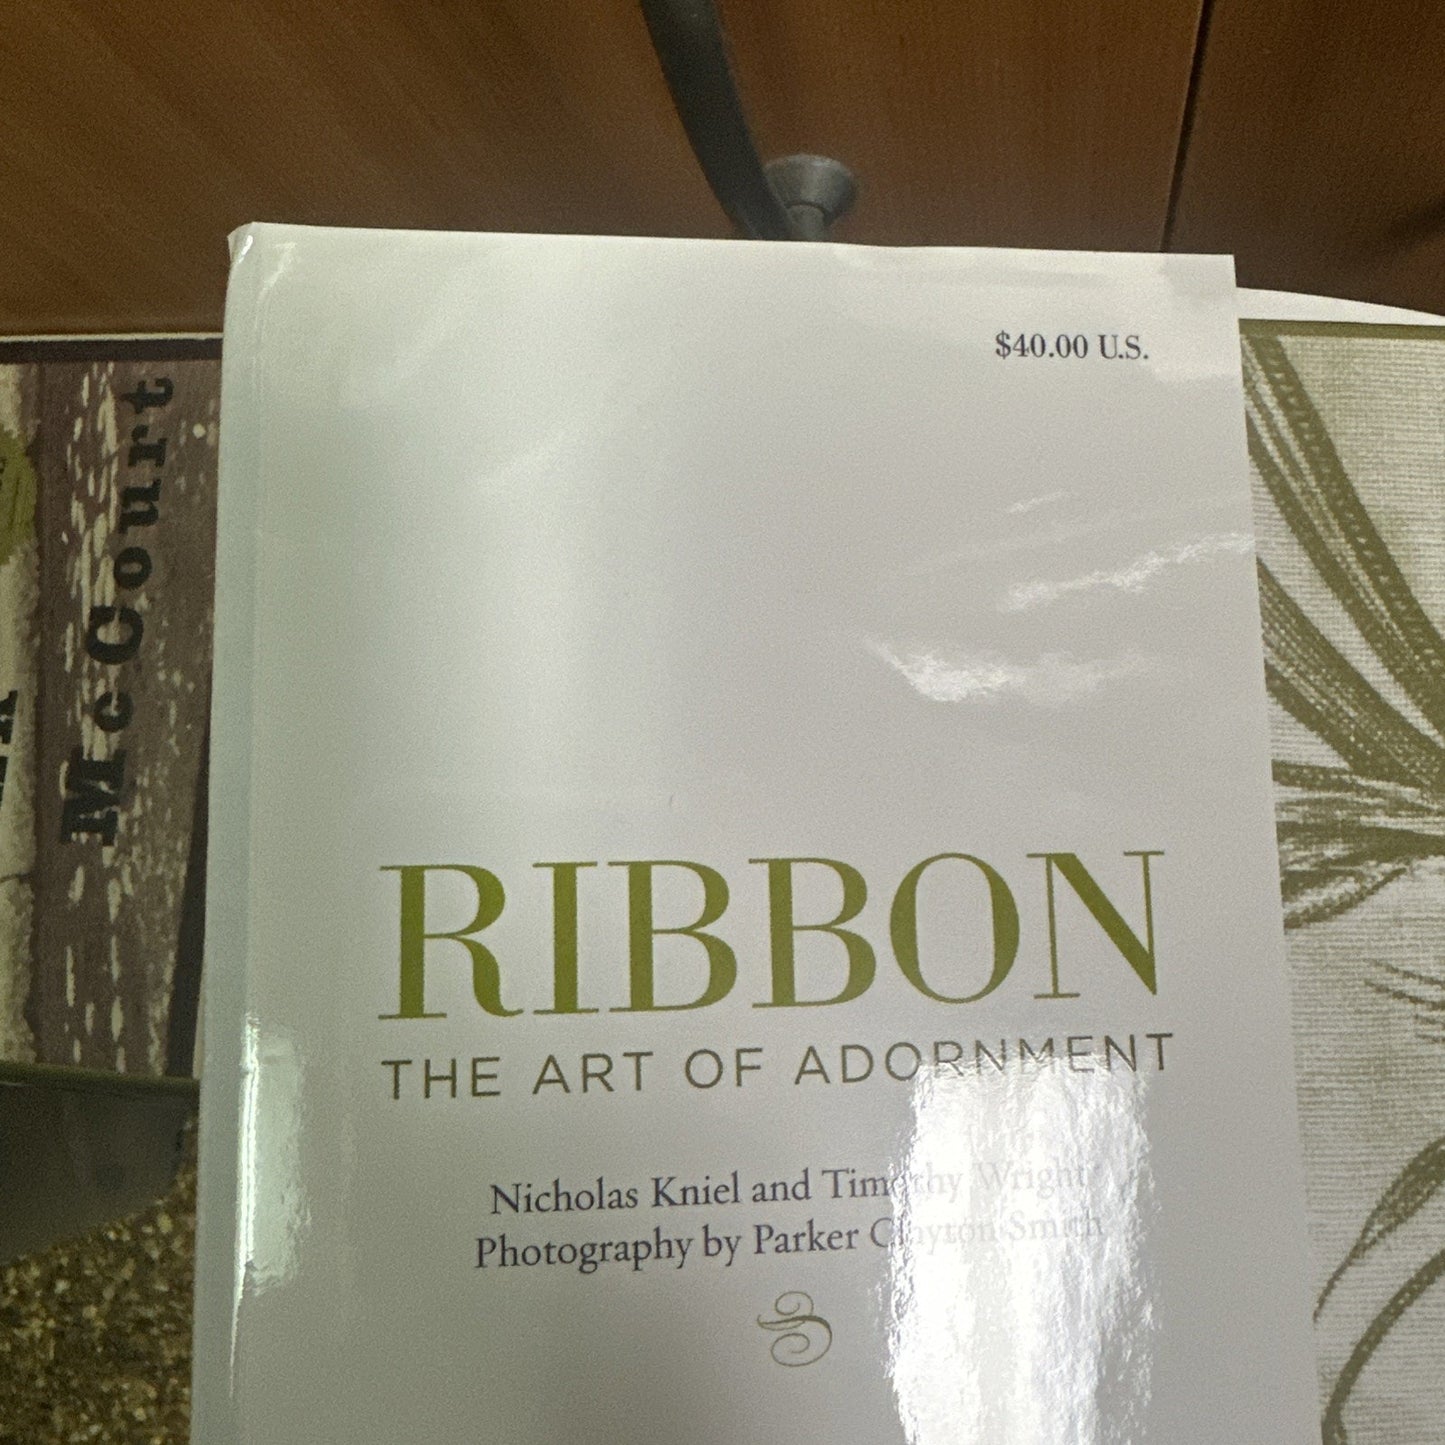 $40.00 U.S.
McCourt
RIBBON
THE ART OF ADORNMENT
Nicholas Kniel and Timothy Wright
Photography by Parker Clayton Smith